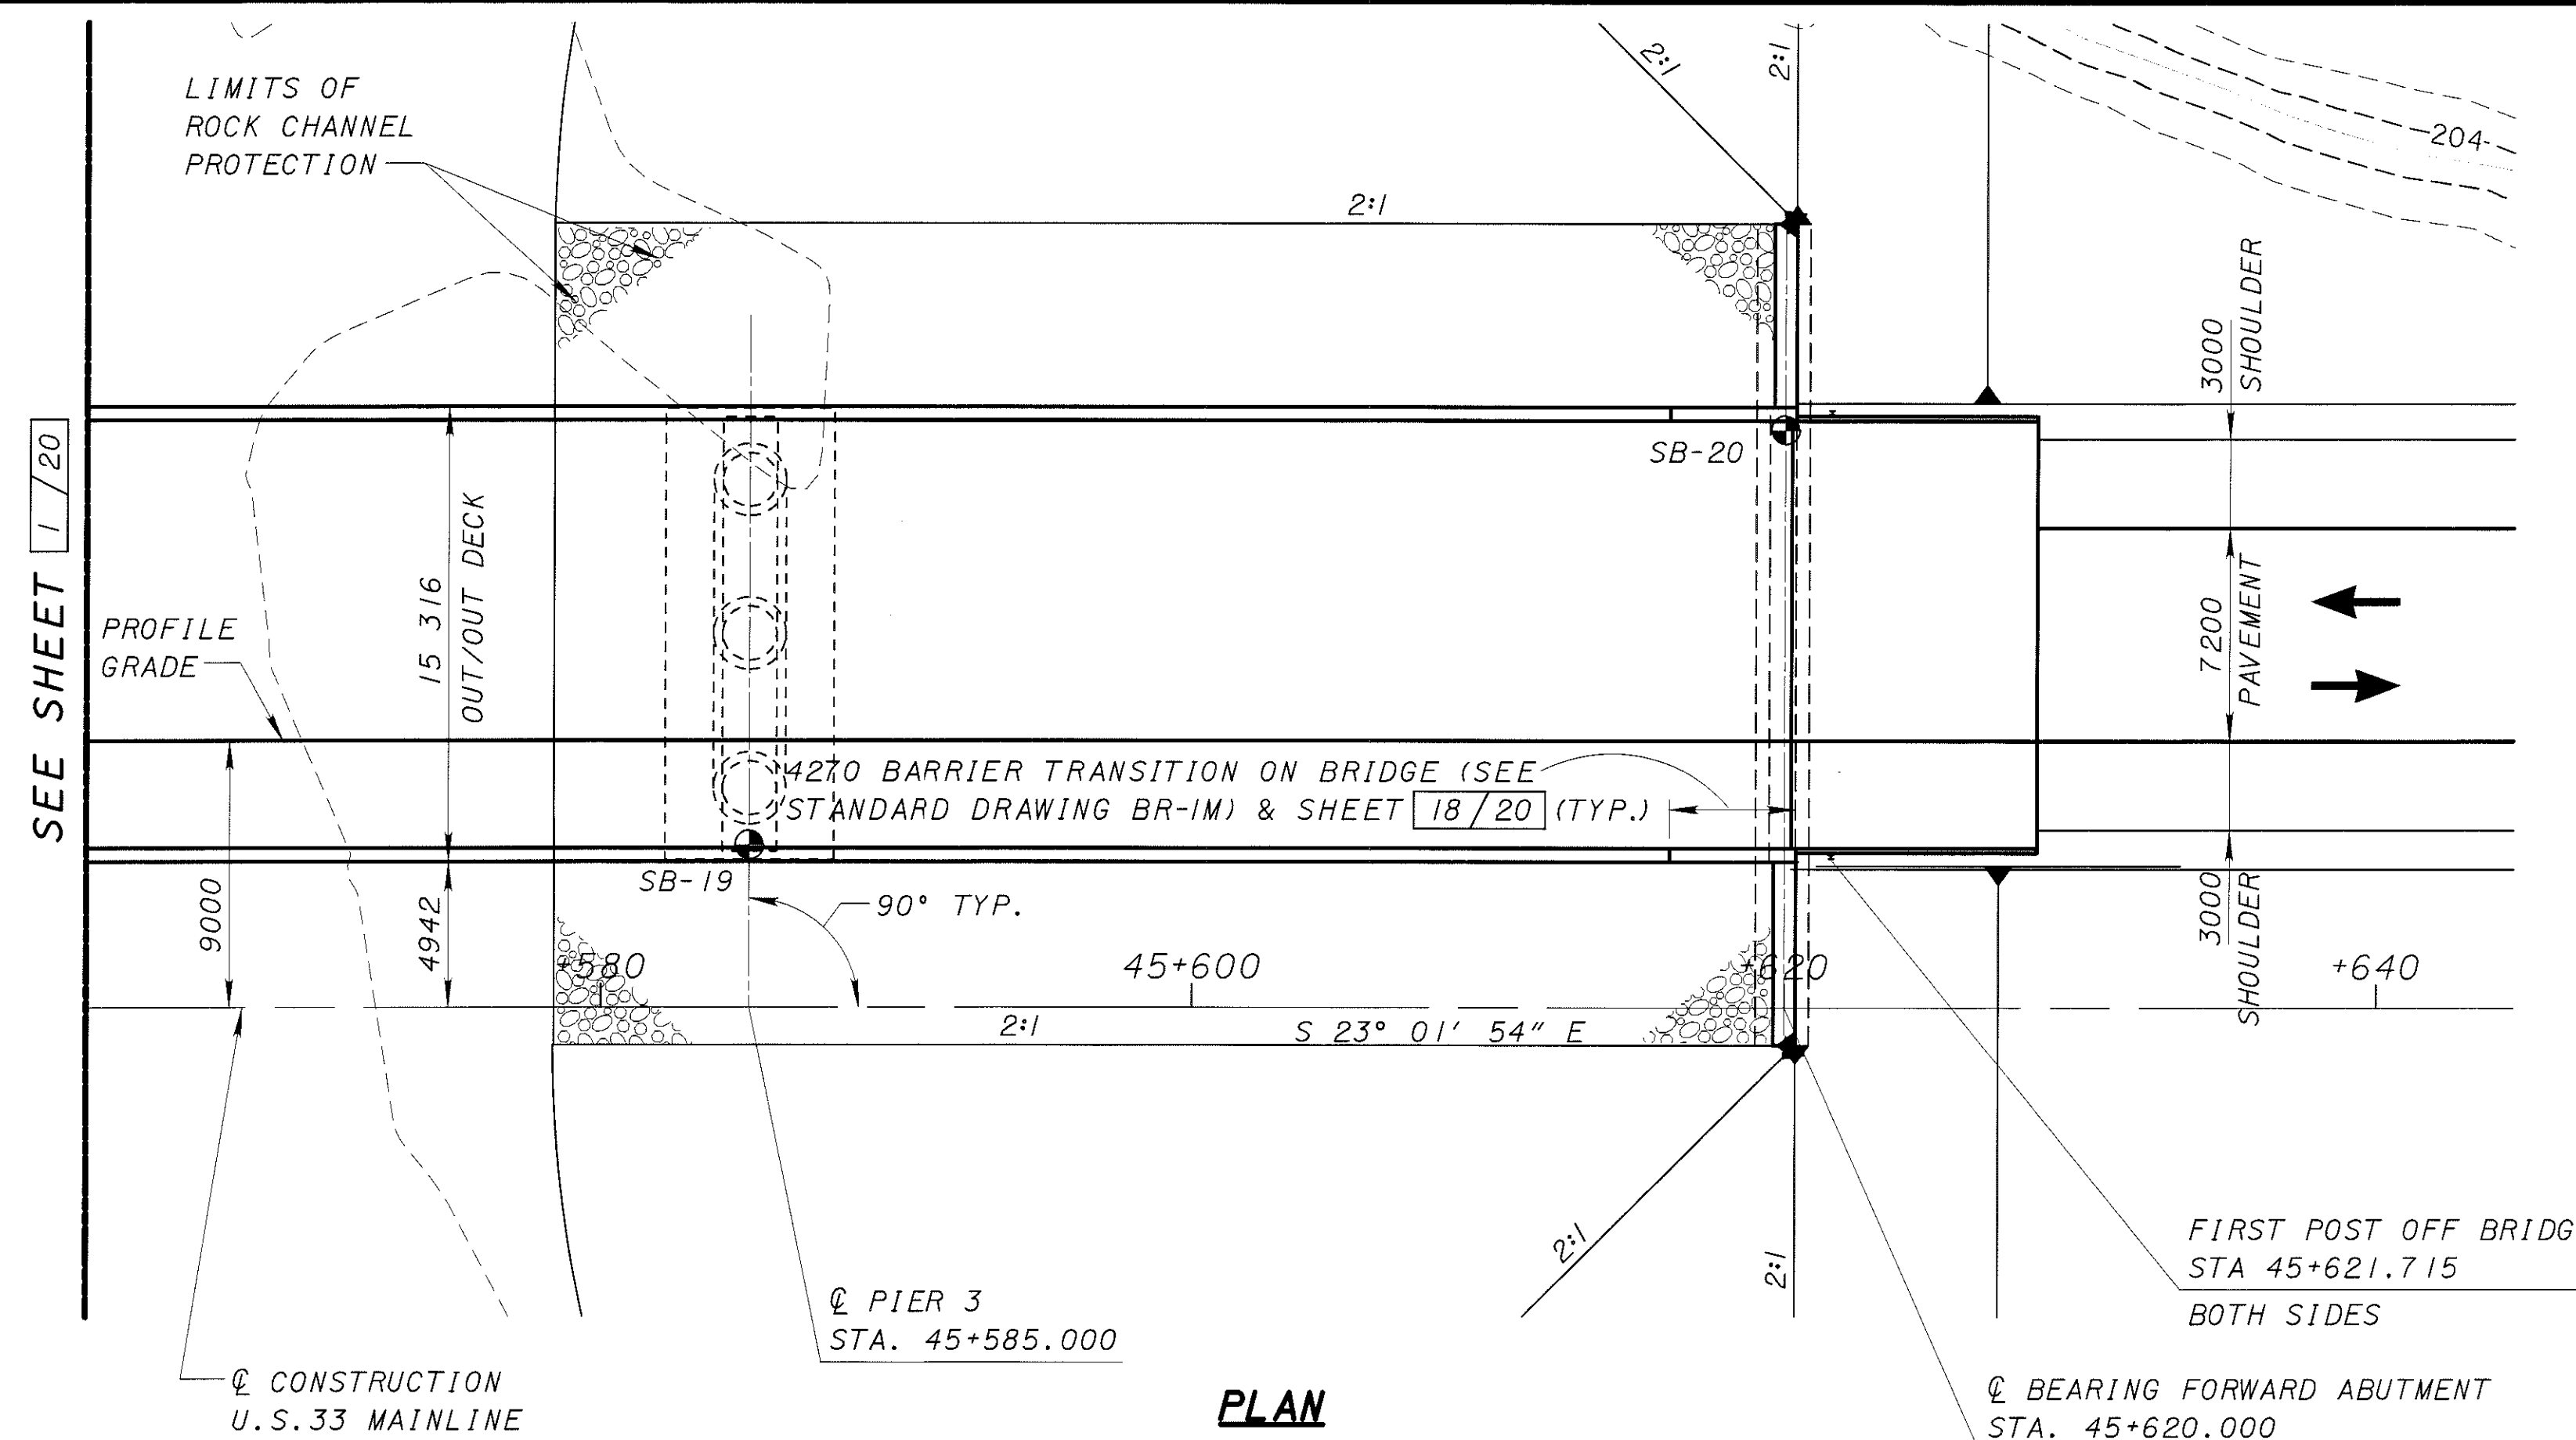 LIMITS OF
ROCK CHANNEL
PROTECTION
2:1
2:1
2:1
204
3000
SHOULDER
SB-20
SEE SHEET 1/20
15 316
OUT/OUT DECK
7200
PAVEMENT
PROFILE
GRADE
4270 BARRIER TRANSITION ON BRIDGE (SEE
STANDARD DRAWING BR-1M) & SHEET 18/20 (TYP.)
SB-19
90° TYP.
9000
4942
3000
SHOULDER
+580
45+600
+620
+640
2:1
S 23° 01' 54" E
2:1
2:1
FIRST POST OFF BRIDG
STA 45+621.715
BOTH SIDES
℄ PIER 3
STA. 45+585.000
℄ CONSTRUCTION
U.S.33 MAINLINE
PLAN
℄ BEARING FORWARD ABUTMENT
STA. 45+620.000